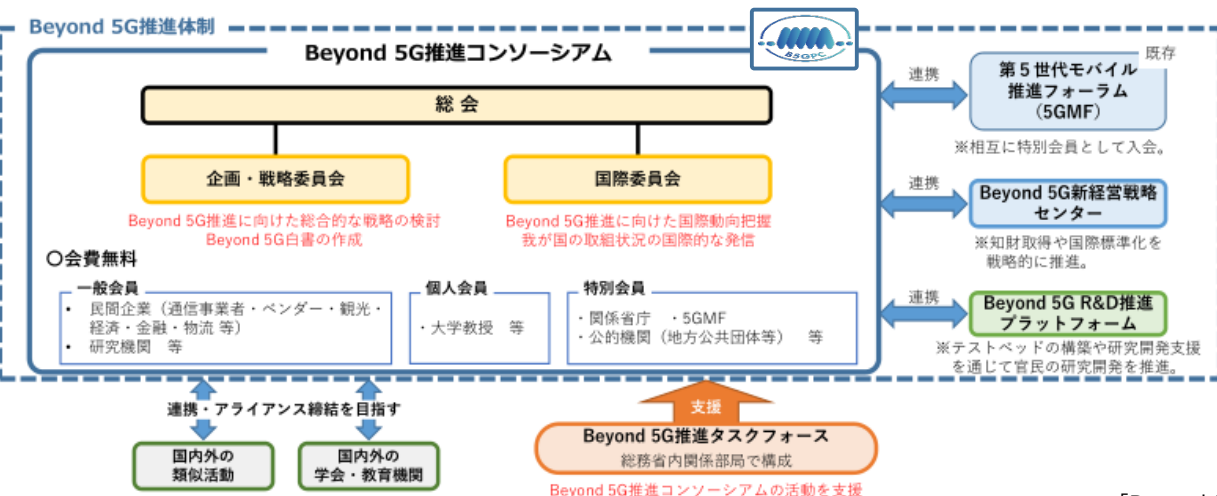 Beyond 5G推進体制
Beyond 5G推進コンソーシアム
B5GPC
総 会
企画・戦略委員会
Beyond 5G推進に向けた総合的な戦略の検討
Beyond 5G白書の作成
国際委員会
Beyond 5G推進に向けた国際動向把握
我が国の取組状況の国際的な発信
〇会費無料
一般会員
• 民間企業（通信事業者・ベンダー・観光・
経済・金融・物流 等）
• 研究機関 等
個人会員
・大学教授 等
特別会員
・関係省庁 ・5GMF
・公的機関（地方公共団体等） 等
連携
既存
第５世代モバイル
推進フォーラム
（5GMF）
※相互に特別会員として入会。
連携
Beyond 5G新経営戦略
センター
※知財取得や国際標準化を
戦略的に推進。
連携
Beyond 5G R&D推進
プラットフォーム
※テストベッドの構築や研究開発支援
を通じて官民の研究開発を推進。
連携・アライアンス締結を目指す
国内外の
類似活動
国内外の
学会・教育機関
支援
Beyond 5G推進タスクフォース
総務省内関係部局で構成
Beyond 5G推進コンソーシアムの活動を支援